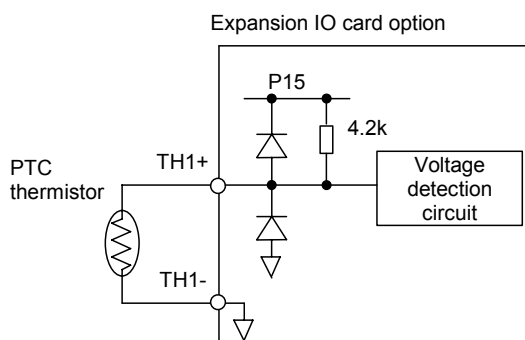 Expansion IO card option
P15
4.2k
PTC
thermistor
TH1+
Voltage
detection
circuit
TH1-